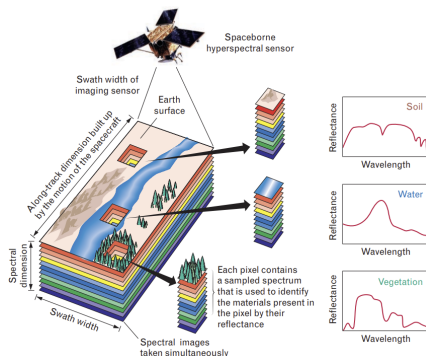 Spaceborne
hyperspectral sensor
Swath width of
imaging sensor
Earth
surface
Along-track dimension built up
by the motion of the spacecraft
Spectral
dimension
Swath width
Spectral images
taken simultaneously
Each pixel contains
a sampled spectrum
that is used to identify
the materials present in
the pixel by their
reflectance
Soil
Reflectance
Wavelength
Water
Reflectance
Wavelength
Vegetation
Reflectance
Wavelength